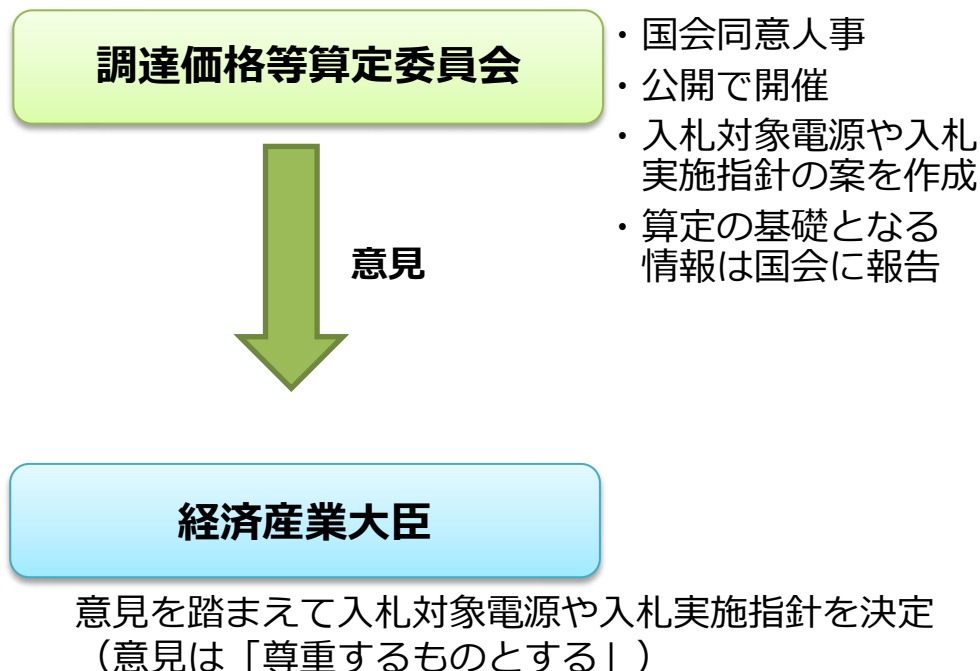 調達価格等算定委員会
・国会同意人事
・公開で開催
・入札対象電源や入札
実施指針の案を作成
・算定の基礎となる
情報は国会に報告
意見
経済産業大臣
意見を踏まえて入札対象電源や入札実施指針を決定
（意見は「尊重するものとする」）